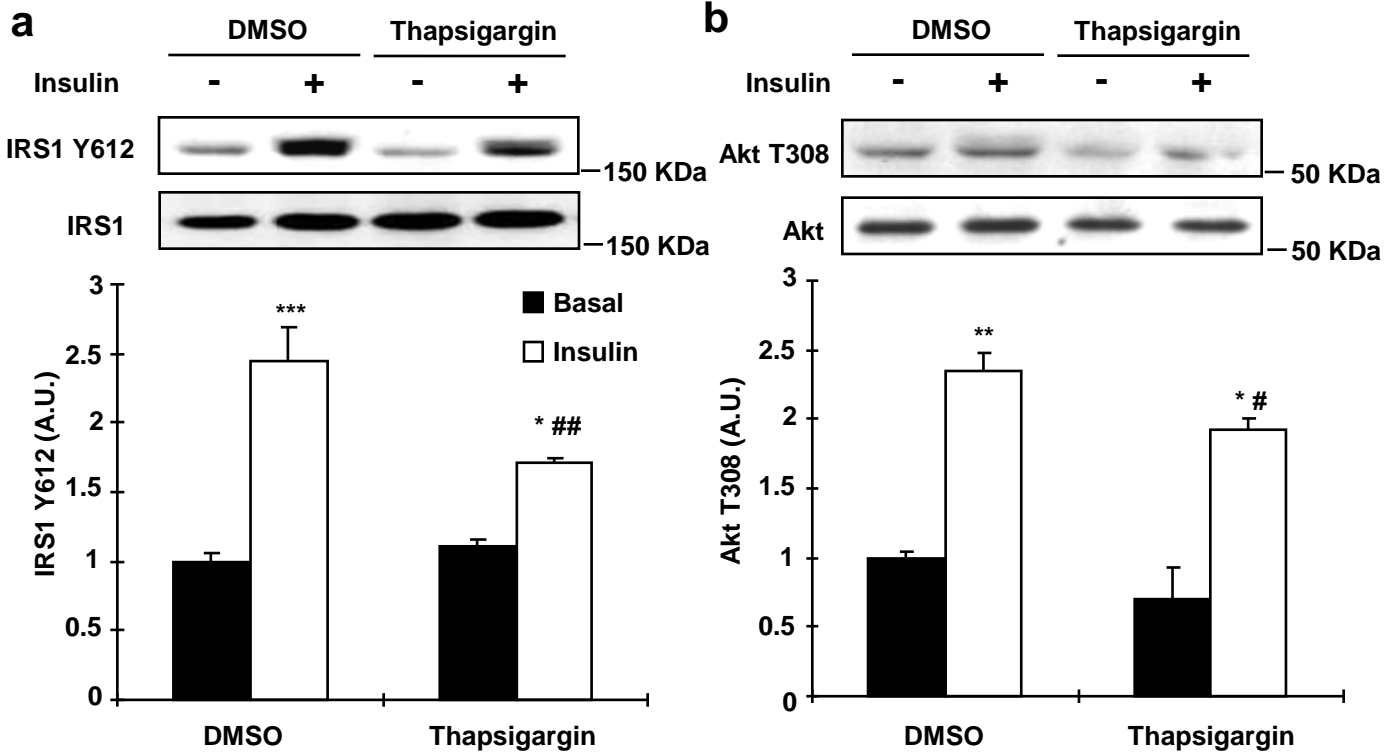 a
DMSO Thapsigargin
Insulin - + - +
IRS1 Y612
150 KDa
IRS1
150 KDa
3
2.5
2
1.5
1
0.5
0
IRS1 Y612 (A.U.)
***
* ##
Basal
Insulin
DMSO Thapsigargin
b
DMSO Thapsigargin
Insulin - + - +
Akt T308
50 KDa
Akt
50 KDa
3
2.5
2
1.5
1
0.5
0
Akt T308 (A.U.)
**
* #
DMSO Thapsigargin